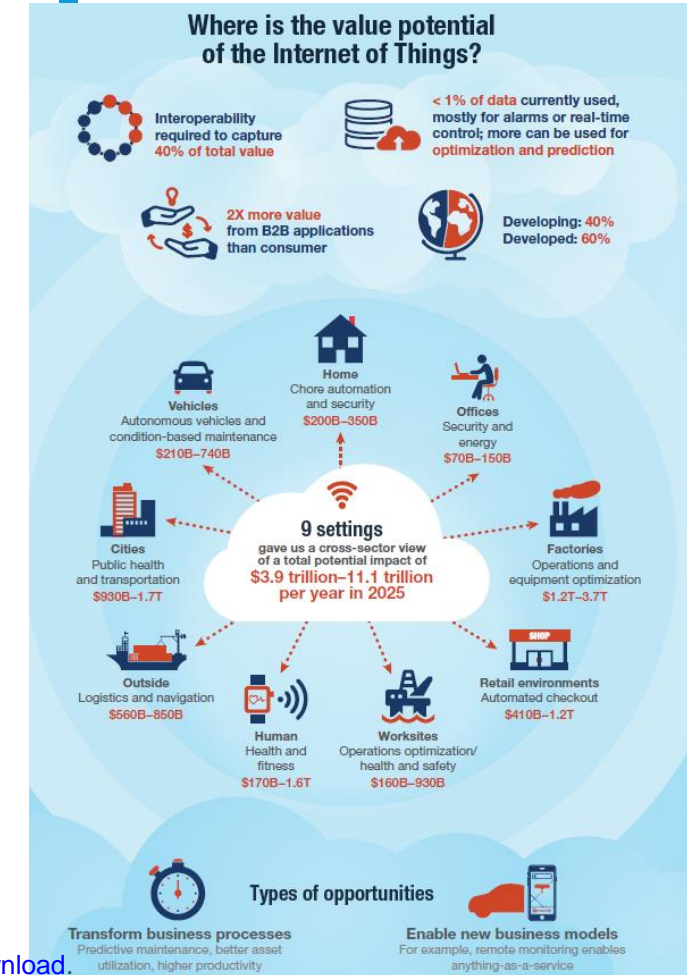 Where is the value potential
of the Internet of Things?
Interoperability
required to capture
40% of total value
< 1% of data currently used,
mostly for alarms or real-time
control; more can be used for
optimization and prediction
2X more value
from B2B applications
than consumer
Developing: 40%
Developed: 60%
Home
Chore automation
and security
$200B–350B
Vehicles
Autonomous vehicles and
condition-based maintenance
$210B–740B
Offices
Security and
energy
$70B–150B
9 settings
gave us a cross-sector view
of a total potential impact of
$3.9 trillion–11.1 trillion
per year in 2025
Cities
Public health
and transportation
$930B–1.7T
Factories
Operations and
equipment optimization
$1.2T–3.7T
SHOP
Outside
Logistics and navigation
$560B–850B
Retail environments
Automated checkout
$410B–1.2T
Human
Health and
fitness
$170B–1.6T
Worksites
Operations optimization/
health and safety
$160B–930B
Types of opportunities
Transform business processes
Predictive maintenance, better asset
utilization, higher productivity
Enable new business models
For example, remote monitoring enables
anything-as-a-service
nload.